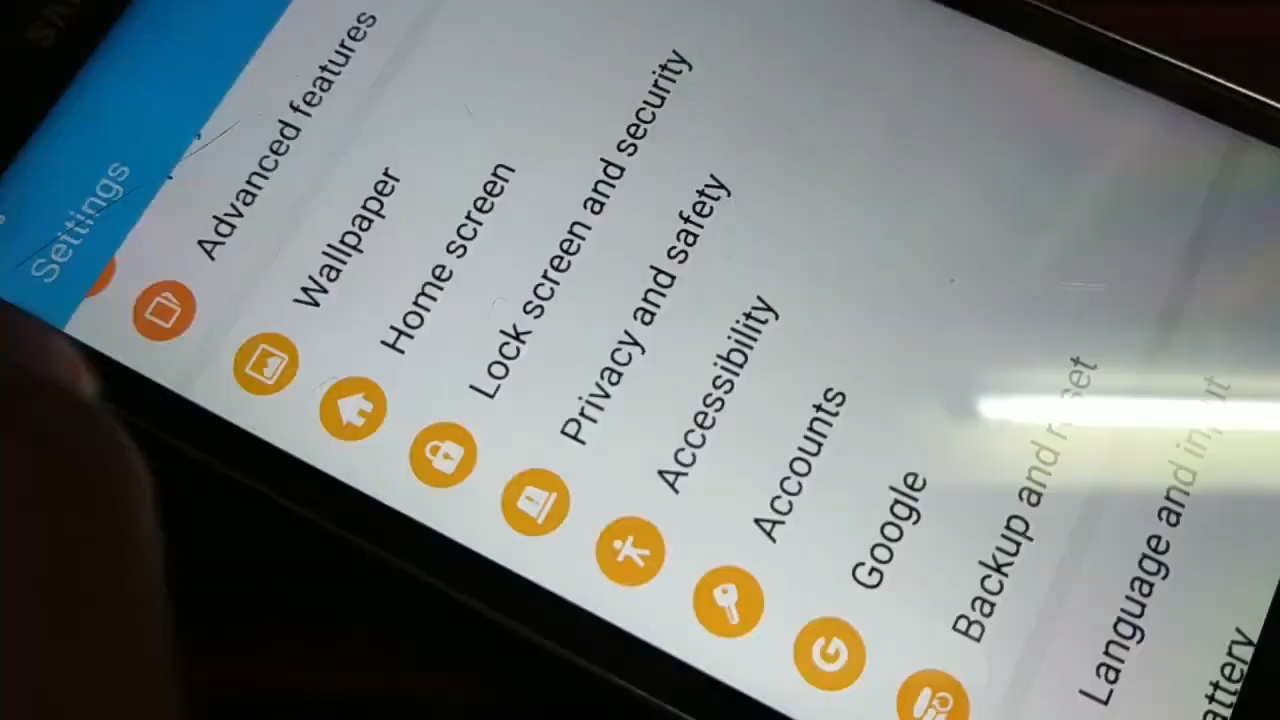 Settings
Advanced features
Wallpaper
Home screen
Lock screen and security
Privacy and safety
Accessibility
Accounts
Google
Backup and reset
Language and input